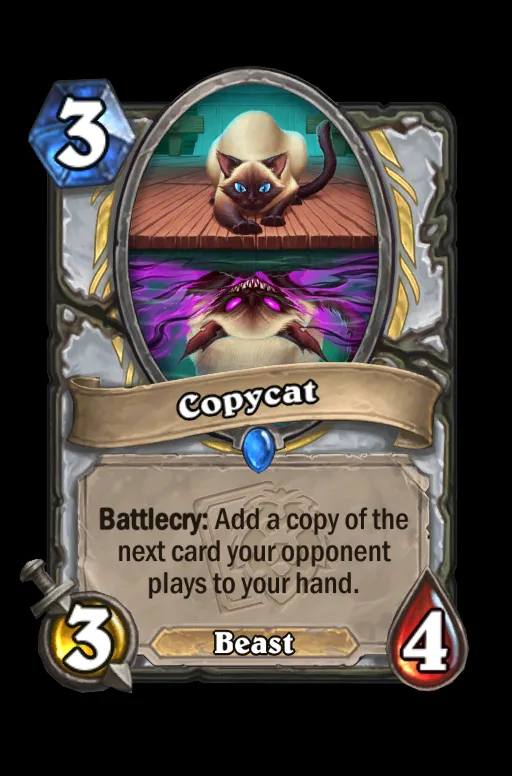 3
Copycat
Battlecry: Add a copy of the
next card your opponent
plays to your hand.
3
Beast
4